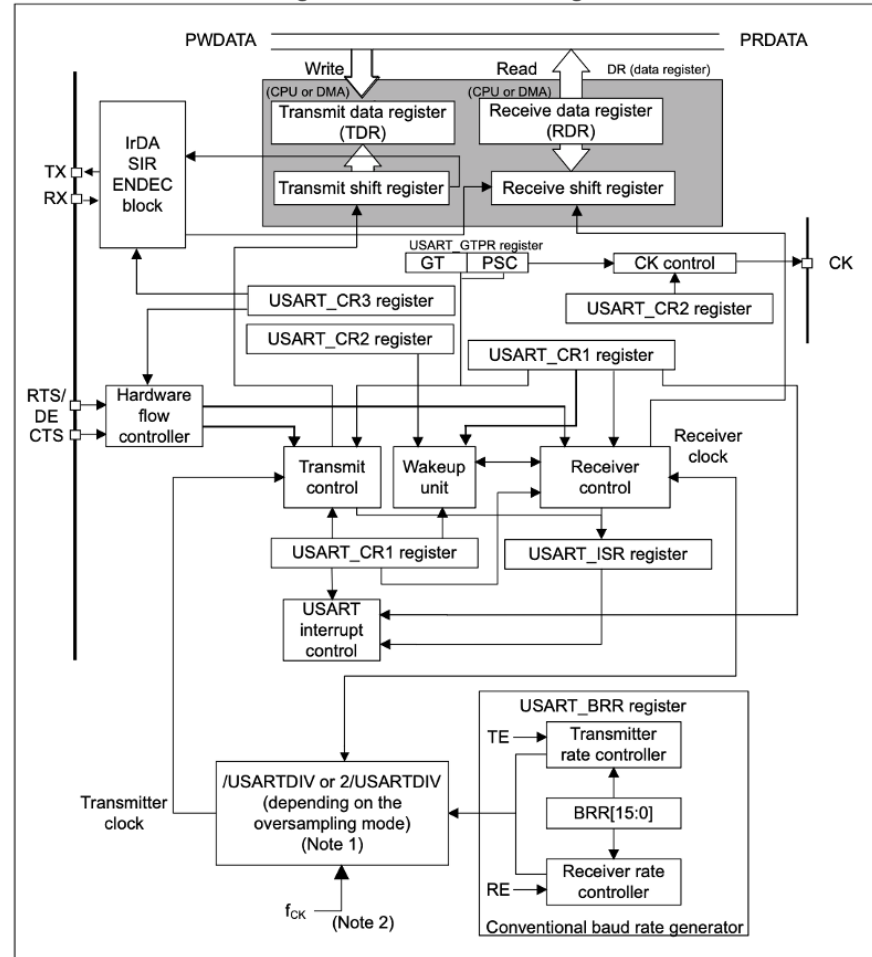 PWDATA
PRDATA
Write
Read
DR (data register)
(CPU or DMA)
(CPU or DMA)
Transmit data register
(TDR)
Receive data register
(RDR)
IrDA
SIR
ENDEC
block
TX
RX
Transmit shift register
Receive shift register
USART_GTPR register
GT
PSC
CK control
CK
USART_CR3 register
USART_CR2 register
USART_CR2 register
USART_CR1 register
RTS/
DE
CTS
Hardware
flow
controller
Receiver
clock
Transmit
control
Wakeup
unit
Receiver
control
USART_CR1 register
USART_ISR register
USART
interrupt
control
USART_BRR register
TE
Transmitter
rate controller
/USARTDIV or 2/USARTDIV
(depending on the
oversampling mode)
(Note 1)
Transmitter
clock
BRR[15:0]
RE
Receiver rate
controller
fCK
(Note 2)
Conventional baud rate generator